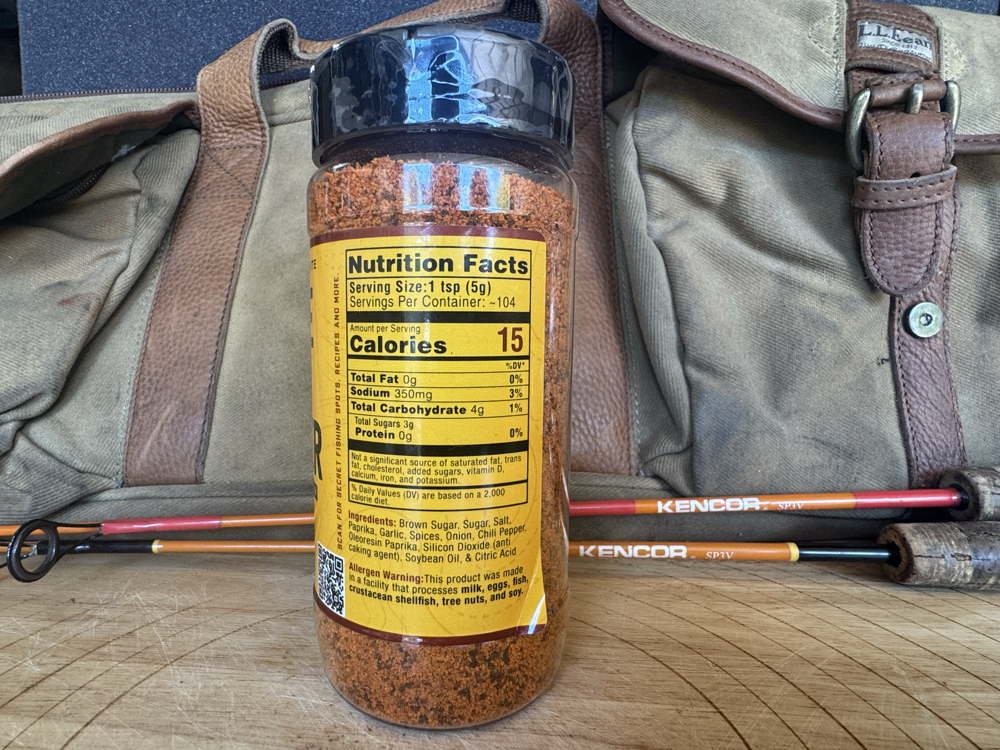 L.L.Bean
Nutrition Facts
Serving Size:1 tsp (5g)
Servings Per Container: ~104
Amount per Serving
Calories 15
%DV*
Total Fat 0g 0%
Sodium 350mg 3%
Total Carbohydrate 4g 1%
Total Sugars 3g
Protein 0g 0%
Not a significant source of saturated fat, trans
fat, cholesterol, added sugars, vitamin D,
calcium, iron, and potassium.
% Daily Values (DV) are based on a 2,000
calorie diet.
Ingredients: Brown Sugar, Sugar, Salt,
Paprika, Garlic, Spices, Onion, Chili Pepper,
Oleoresin Paprika, Silicon Dioxide (anti
caking agent), Soybean Oil, & Citric Acid
Allergen Warning:This product was made
in a facility that processes milk, eggs, fish,
crustacean shellfish, tree nuts, and soy.
SCAN FOR SECRET FISHING SPOTS, RECIPES AND MORE.
KENCOR SP3V
KENCOR SP3V